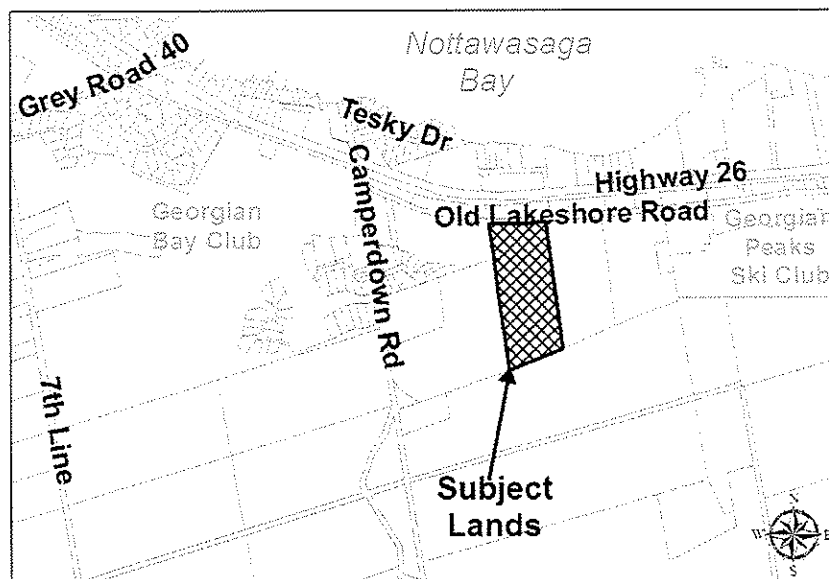 Nottawasaga
Bay
Grey Road 40
Tesky Dr
Camperdown Rd
Highway 26
Old Lakeshore Road
Georgian
Bay Club
Georgian
Peaks
Ski Club
7th Line
Subject
Lands
N
W
E
S